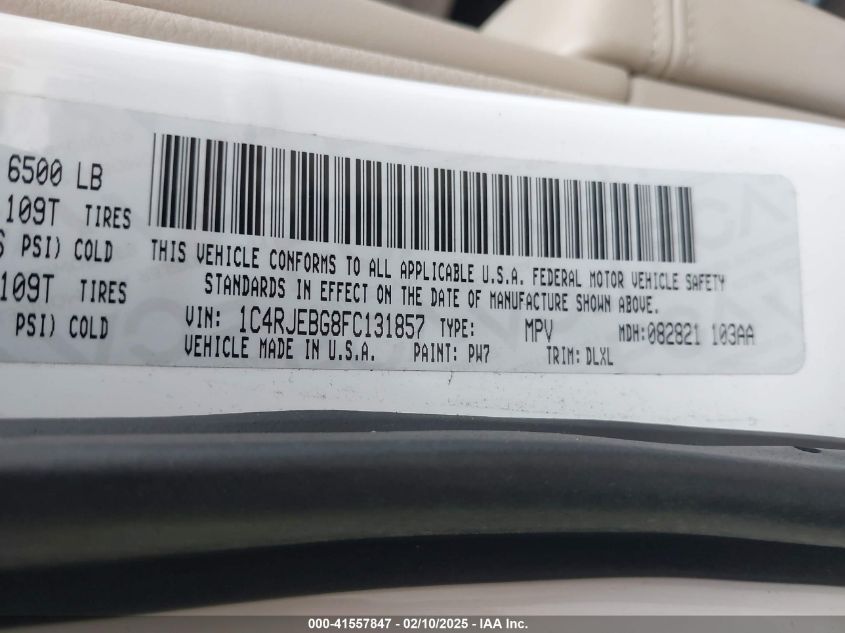 6500 LB
109T TIRES
PSI) COLD
109T TIRES
PSI) COLD
THIS VEHICLE CONFORMS TO ALL APPLICABLE U.S.A. FEDERAL MOTOR VEHICLE SAFETY
STANDARDS IN EFFECT ON THE DATE OF MANUFACTURE SHOWN ABOVE.
VIN: 1C4RJEBG8FC131857 TYPE: MPV MDH: 082821 103AA
VEHICLE MADE IN U.S.A. PAINT: PW7 TRIM: DLXL
000-41557847 — 02/10/2025 — IAA Inc.